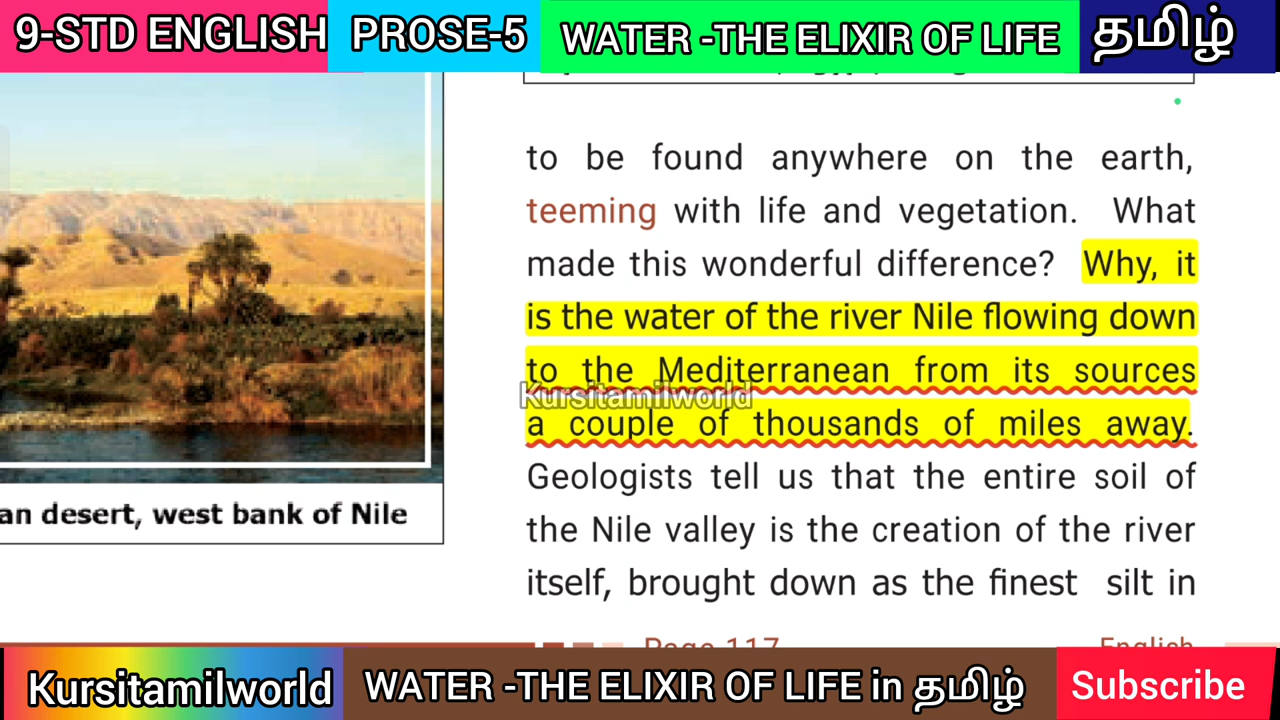 9-STD ENGLISH PROSE-5 WATER -THE ELIXIR OF LIFE தமிழ்
to be found anywhere on the earth,
teeming with life and vegetation. What
made this wonderful difference? Why, it
is the water of the river Nile flowing down
to the Mediterranean from its sources
Kursitamilworld
a couple of thousands of miles away.
Geologists tell us that the entire soil of
the Nile valley is the creation of the river
itself, brought down as the finest silt in
an desert, west bank of Nile
Page 117 English
Kursitamilworld WATER -THE ELIXIR OF LIFE in தமிழ் Subscribe